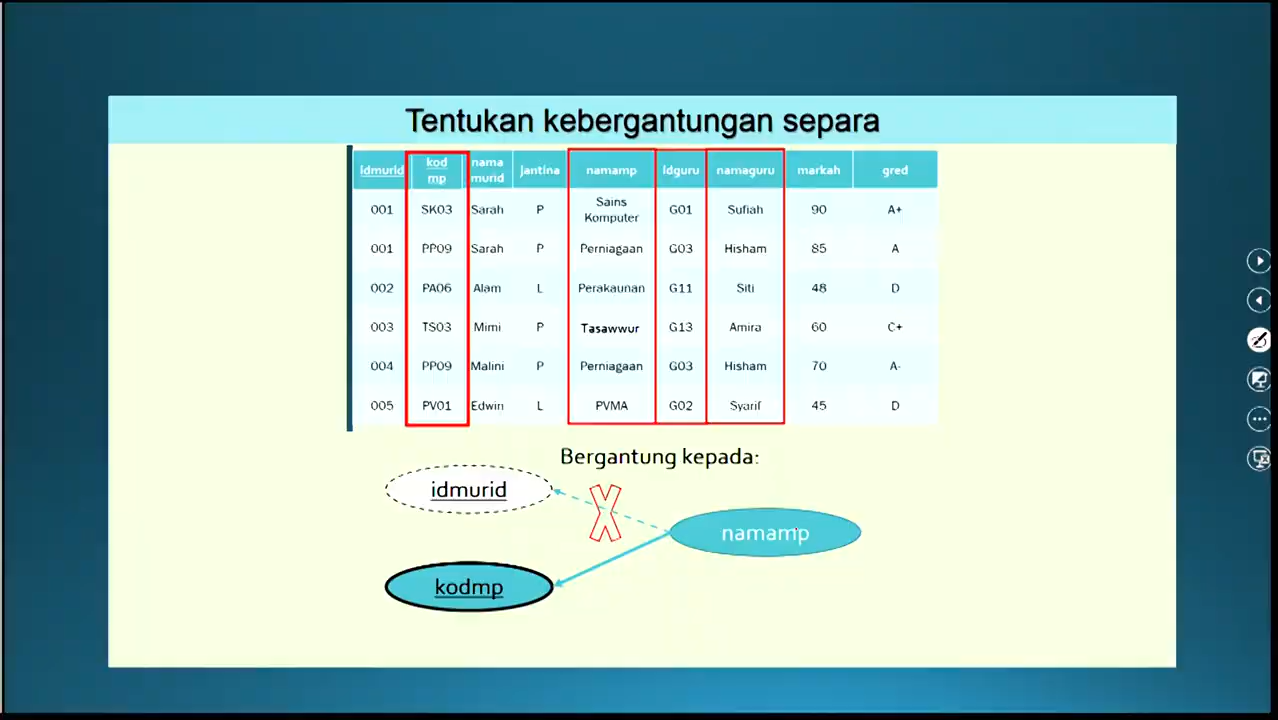 Tentukan kebergantungan separa
idmurid kod mp nama murid jantina namamp idguru namaguru markah gred
001 SK03 Sarah P Sains Komputer G01 Sufiah 90 A+
001 PP09 Sarah P Perniagaan G03 Hisham 85 A
002 PA06 Alam L Perakaunan G11 Siti 48 D
003 TS03 Mimi P Tasawwur G13 Amira 60 C+
004 PP09 Malini P Perniagaan G03 Hisham 70 A-
005 PV01 Edwin L PVMA G02 Syarif 45 D
Bergantung kepada:
idmurid
namamp
kodmp